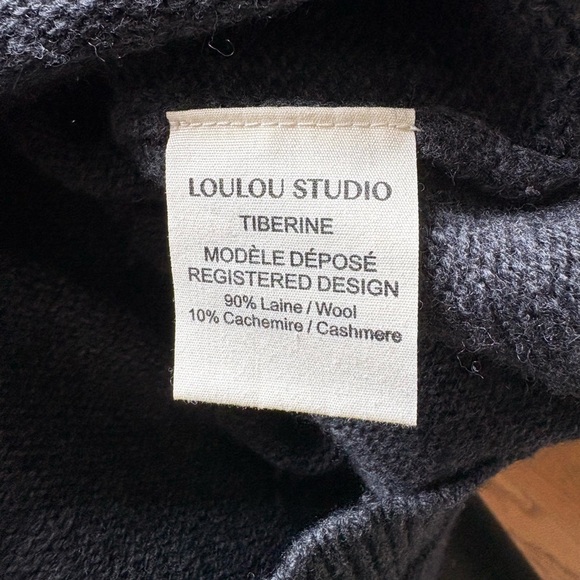 LOULOU STUDIO
TIBERINE
MODÈLE DÉPOSÉ
REGISTERED DESIGN
90% Laine / Wool
10% Cachemire / Cashmere